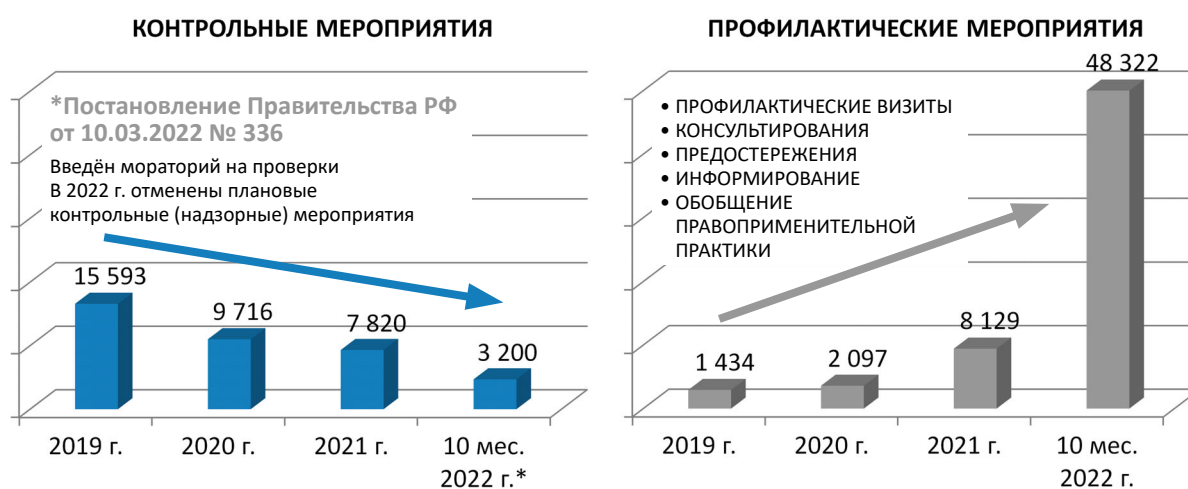 КОНТРОЛЬНЫЕ МЕРОПРИЯТИЯ
*Постановление Правительства РФ
от 10.03.2022 № 336
Введён мораторий на проверки
В 2022 г. отменены плановые
контрольные (надзорные) мероприятия
15 593
9 716
7 820
3 200
2019 г.
2020 г.
2021 г.
10 мес.
2022 г.*
ПРОФИЛАКТИЧЕСКИЕ МЕРОПРИЯТИЯ
48 322
• ПРОФИЛАКТИЧЕСКИЕ ВИЗИТЫ
• КОНСУЛЬТИРОВАНИЯ
• ПРЕДОСТЕРЕЖЕНИЯ
• ИНФОРМИРОВАНИЕ
• ОБОБЩЕНИЕ
ПРАВОПРИМЕНИТЕЛЬНОЙ
ПРАКТИКИ
1 434
2 097
8 129
2019 г.
2020 г.
2021 г.
10 мес.
2022 г.